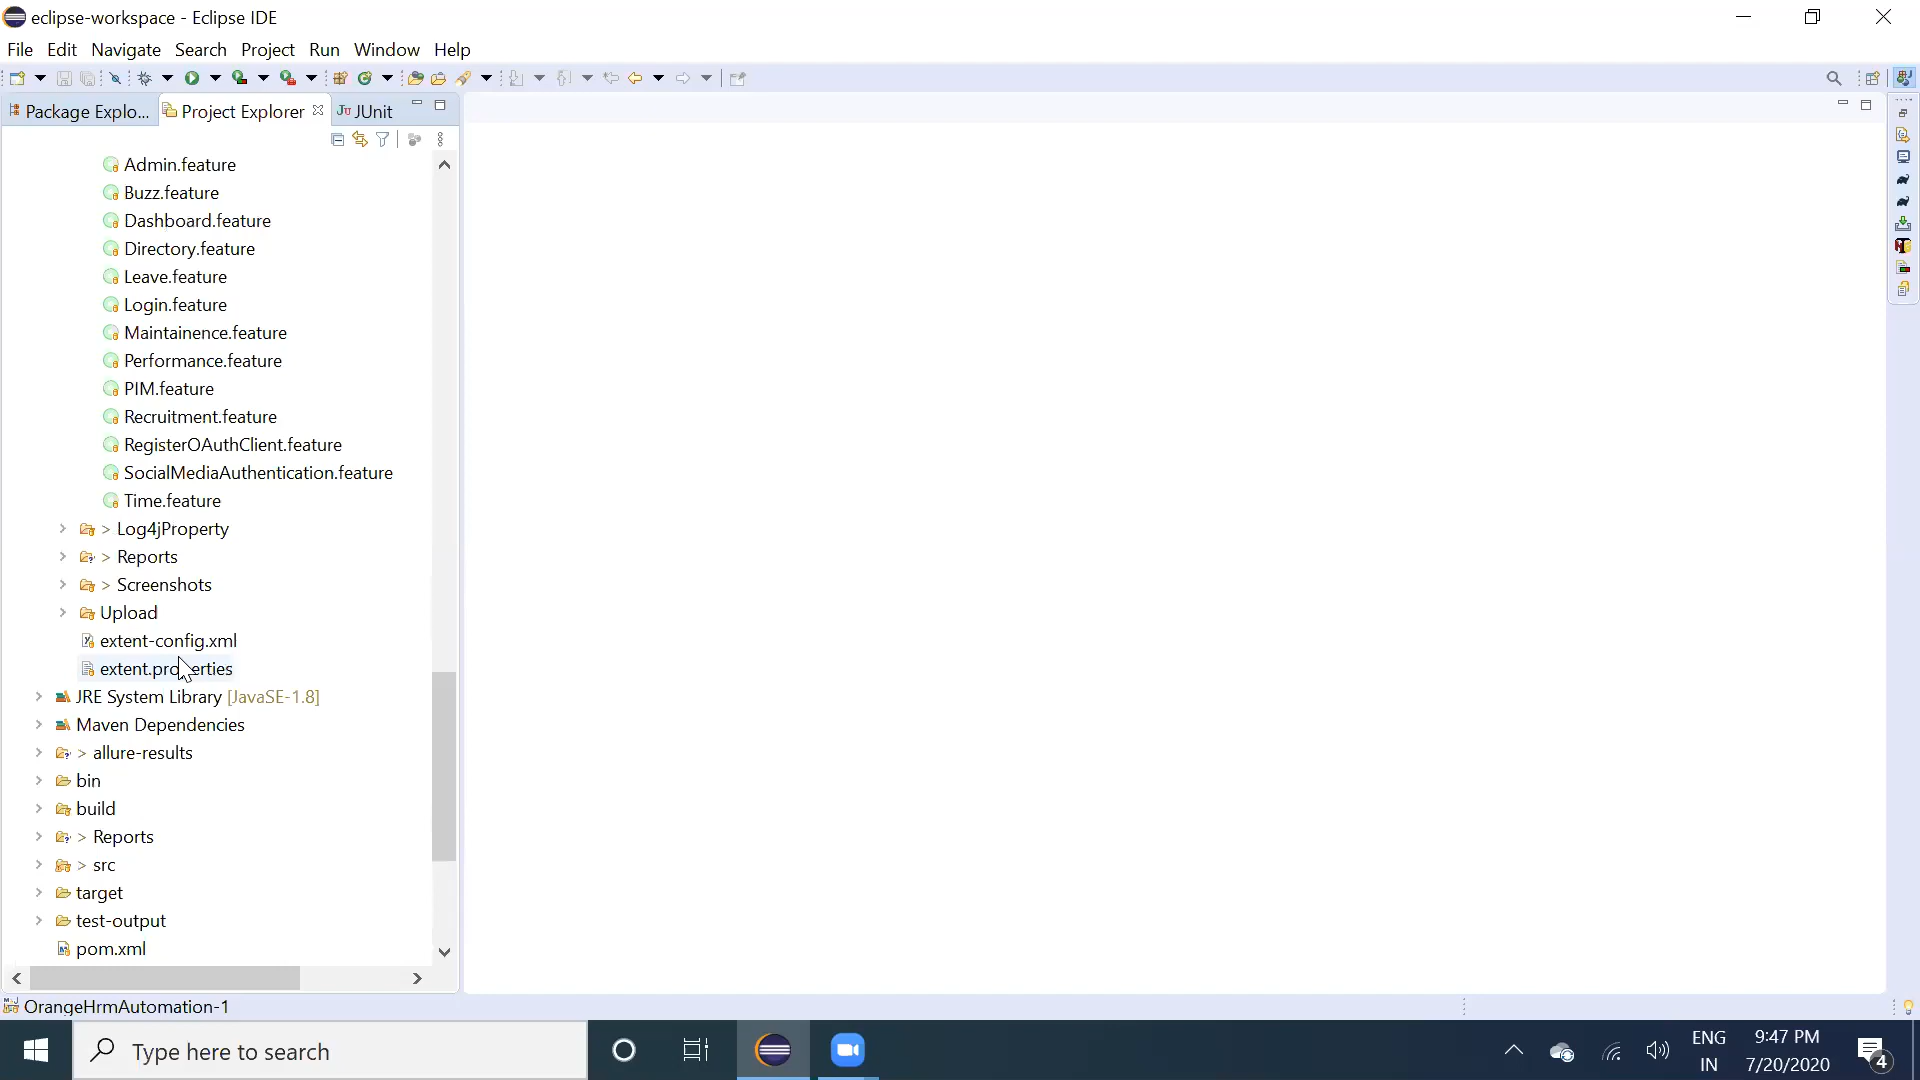 eclipse-workspace - Eclipse IDE
File Edit Navigate Search Project Run Window Help
Package Explo... Project Explorer JUnit
Admin.feature
Buzz.feature
Dashboard.feature
Directory.feature
Leave.feature
Login.feature
Maintainence.feature
Performance.feature
PIM.feature
Recruitment.feature
RegisterOAuthClient.feature
SocialMediaAuthentication.feature
Time.feature
> Log4jProperty
> Reports
> Screenshots
Upload
extent-config.xml
extent.properties
JRE System Library [JavaSE-1.8]
Maven Dependencies
> allure-results
bin
build
> Reports
> src
target
test-output
pom.xml
OrangeHrmAutomation-1
Type here to search
ENG 9:47 PM
IN 7/20/2020 4